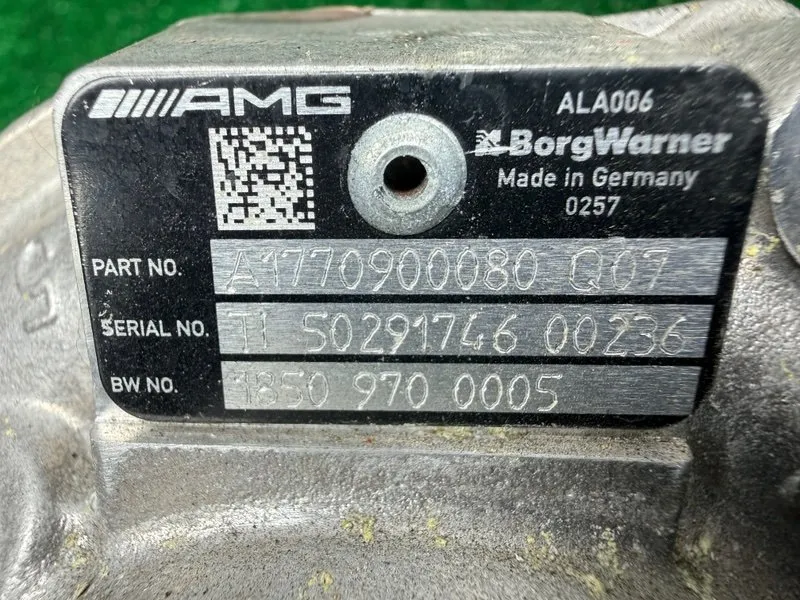 AMG
ALA006
BorgWarner
Made in Germany
0257
PART NO. A1770900080 Q07
SERIAL NO. TI 50291746 00236
BW NO. 1850 970 0005